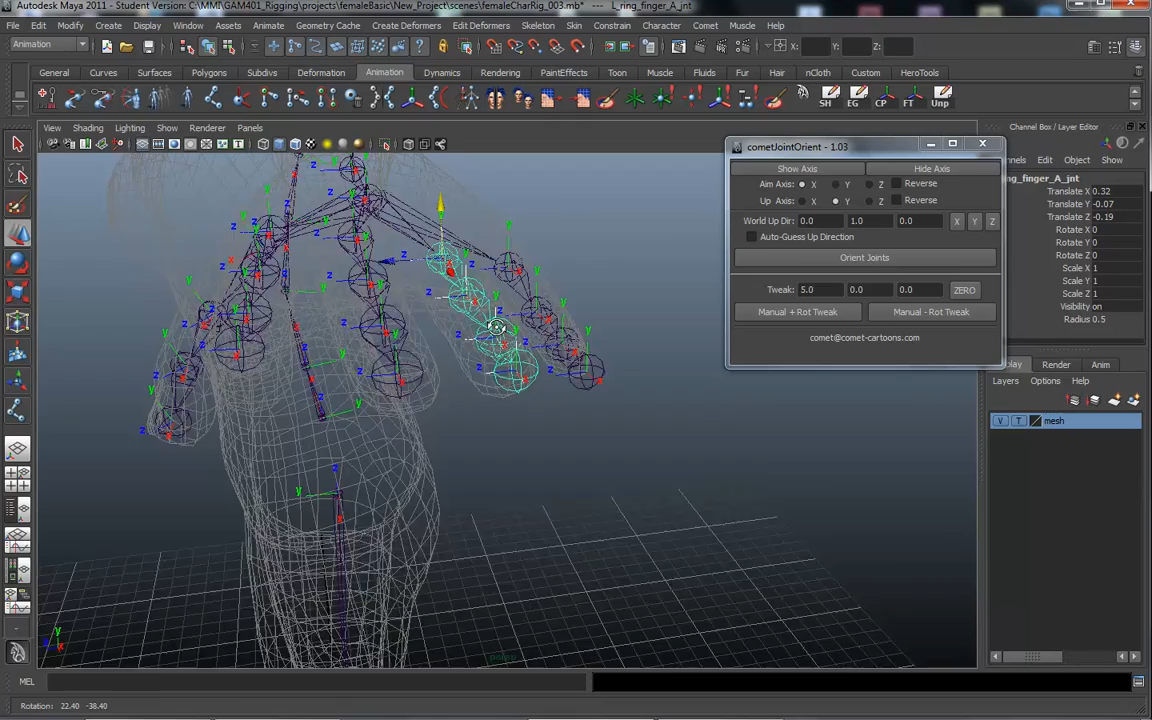 Autodesk Maya 2011 - Student Version: C:\MMI\GAM401_Rigging\projects\femaleBasic\New_Project\scenes\femaleCharRig_003.mb* --- L_ring_finger_A_jnt
File Edit Modify Create Display Window Assets Animate Geometry Cache Create Deformers Edit Deformers Skeleton Skin Constrain Character Comet Muscle Help
Animation X: Y: Z:
General Curves Surfaces Polygons Subdivs Deformation Animation Dynamics Rendering PaintEffects Toon Muscle Fluids Fur Hair nCloth Custom HeroTools
SH EG CP FT Unp
View Shading Lighting Show Renderer Panels
Channel Box / Layer Editor
nnels Edit Object Show
ng_finger_A_jnt
Translate X 0.32
Translate Y -0.07
Translate Z -0.19
Rotate X 0
Rotate Y 0
Rotate Z 0
Scale X 1
Scale Y 1
Scale Z 1
Visibility on
Radius 0.5
cometJointOrient - 1.03
Show Axis Hide Axis
Aim Axis: X Y Z Reverse
Up Axis: X Y Z Reverse
World Up Dir: 0.0 1.0 0.0 X Y Z
Auto-Guess Up Direction
Orient Joints
Tweak: 5.0 0.0 0.0 ZERO
Manual + Rot Tweak Manual - Rot Tweak
comet@comet-cartoons.com
play Render Anim
Layers Options Help
V T mesh
persp
MEL
Rotation: 22.40 -38.40